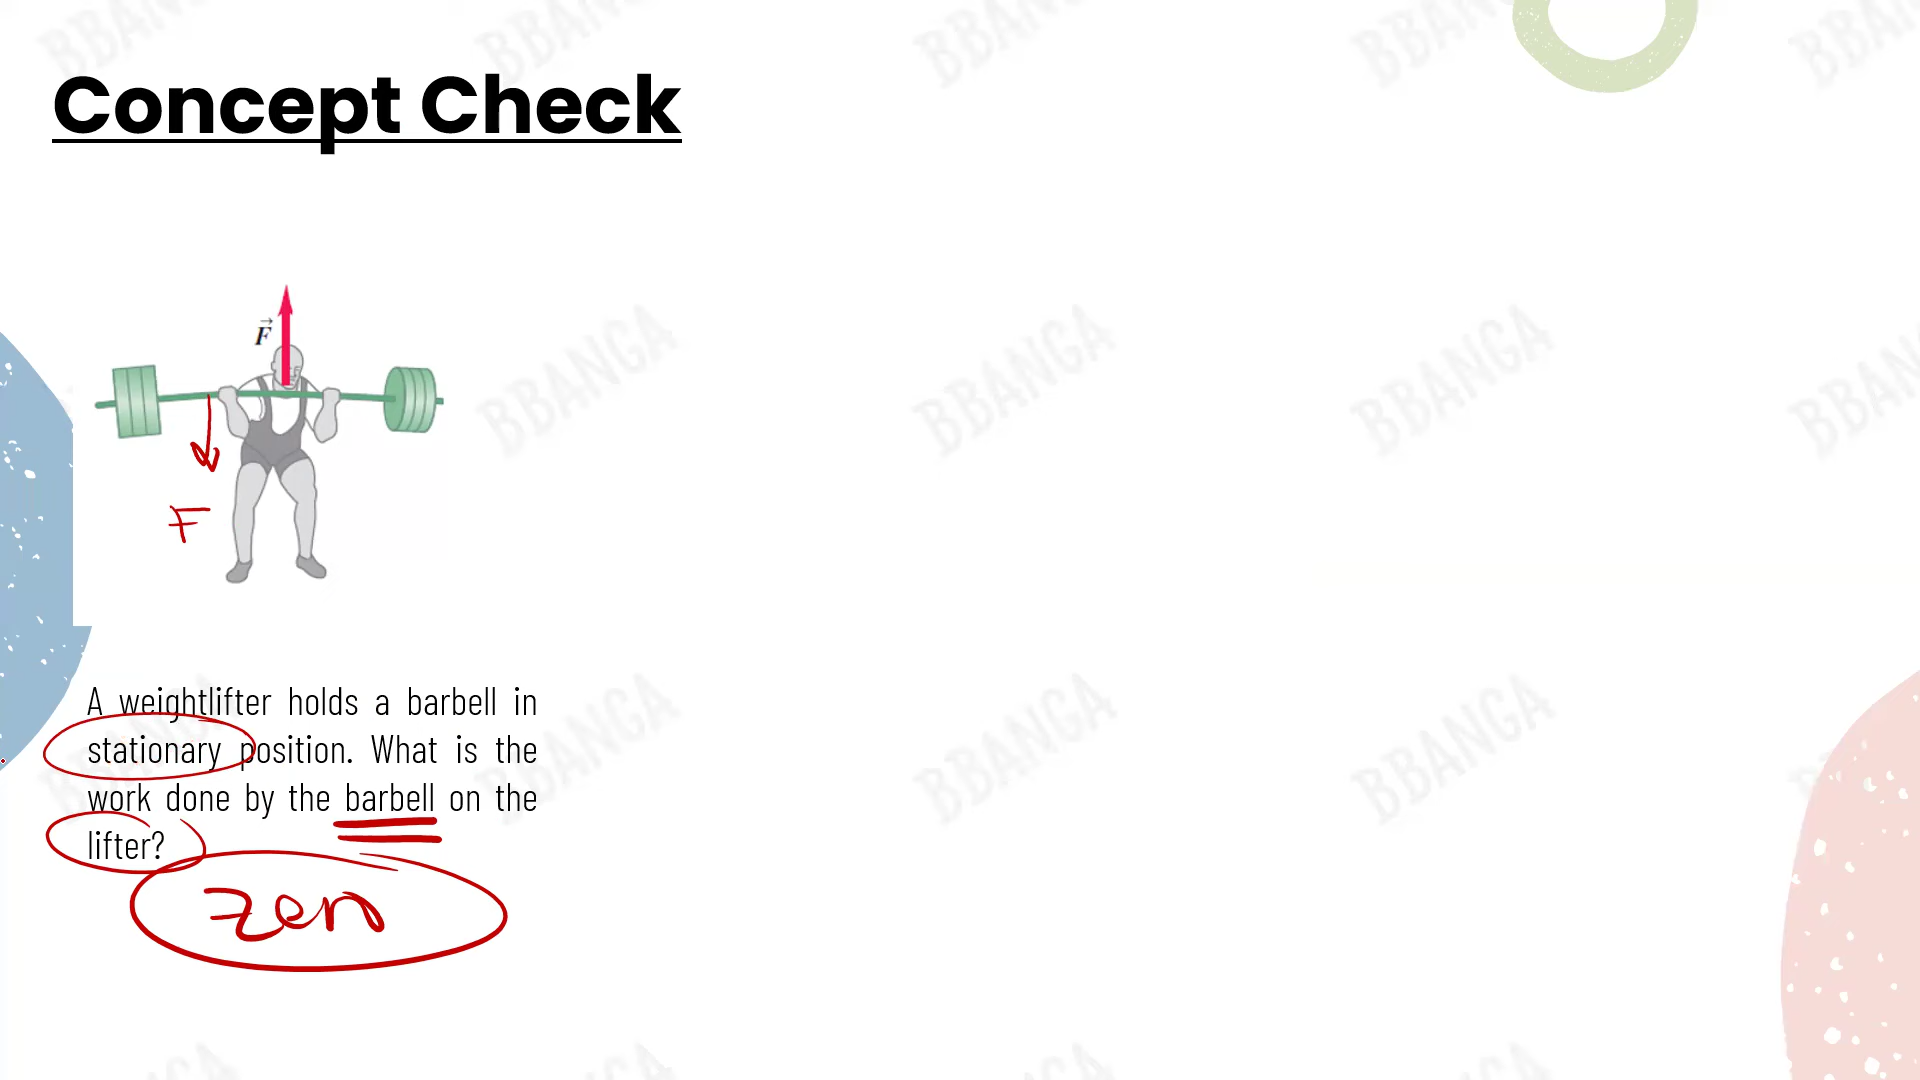 Concept Check
F
F
A weightlifter holds a barbell in
stationary position. What is the
work done by the barbell on the
lifter?
zero
BBANGA